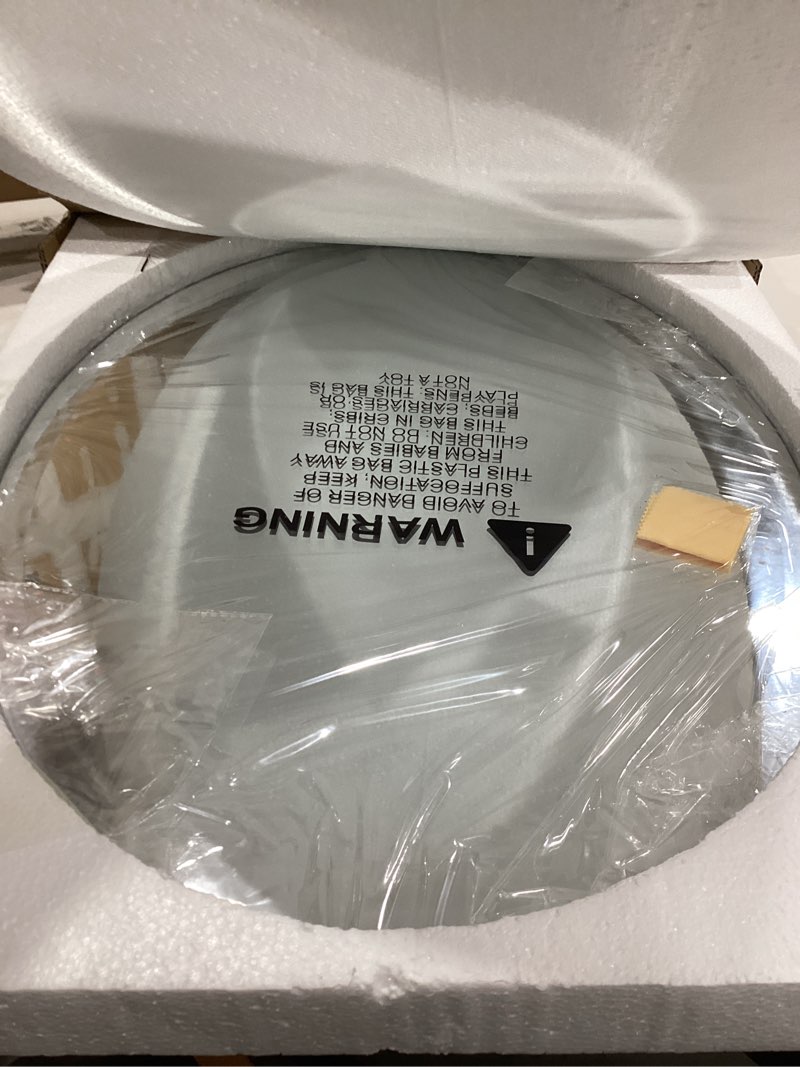 WARNING
TO AVOID DANGER OF
SUFFOCATION, KEEP
THIS PLASTIC BAG AWAY
FROM BABIES AND
CHILDREN. DO NOT USE
THIS BAG IN CRIBS,
BEDS, CARRIAGES OR
PLAYPENS. THIS BAG IS
NOT A TOY